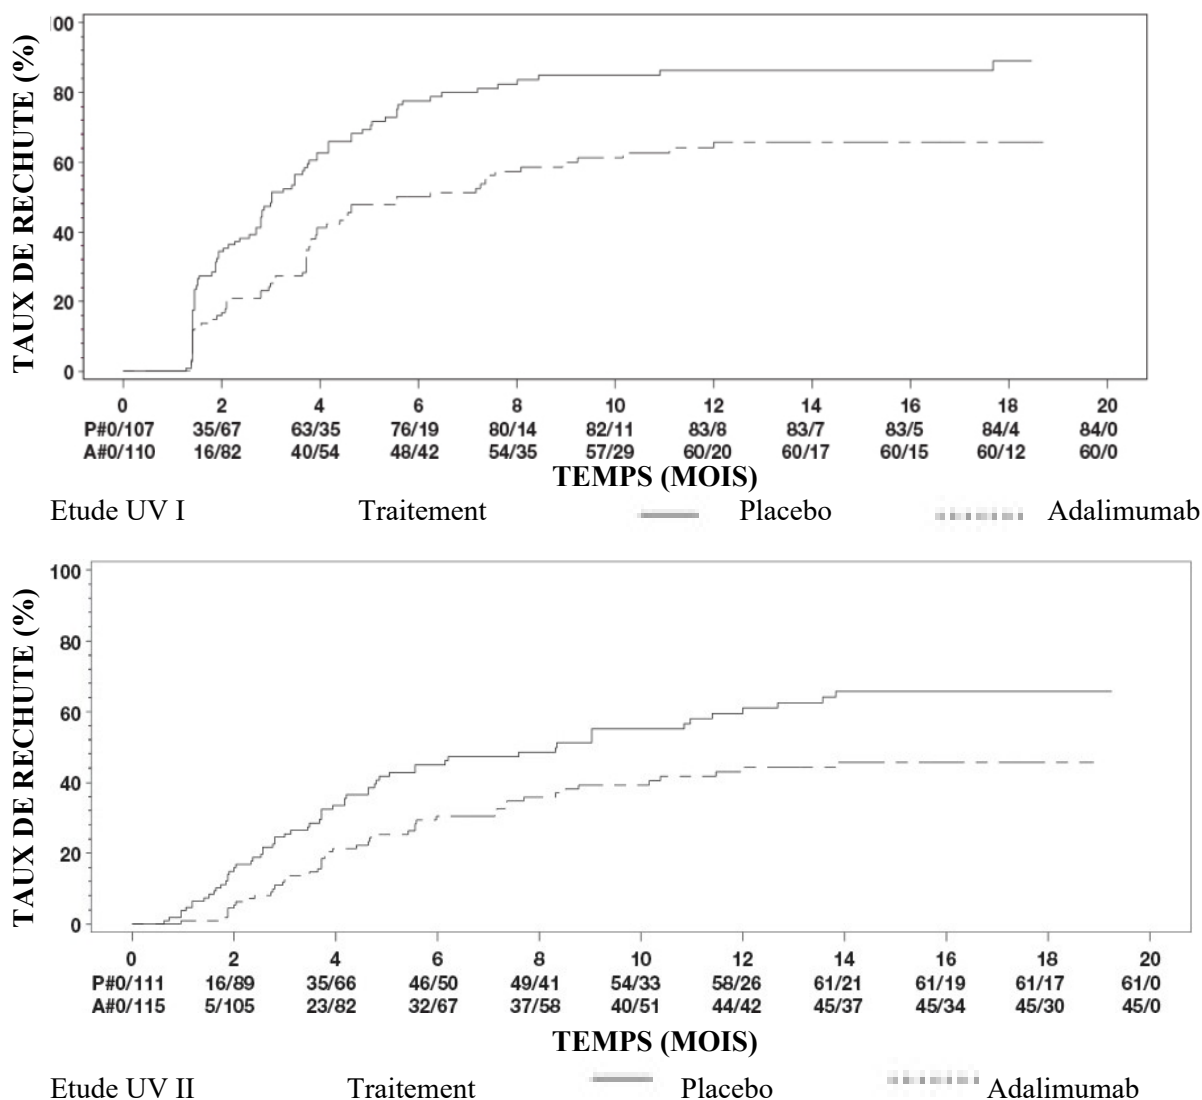 00
80
60
40
20
0
TAUX DE RECHUTE (%)
0 2 4 6 8 10 12 14 16 18 20
P#0/107 35/67 63/35 76/19 80/14 82/11 83/8 83/7 83/5 84/4 84/0
A#0/110 16/82 40/54 48/42 54/35 57/29 60/20 60/17 60/15 60/12 60/0
TEMPS (MOIS)
Etude UV I Traitement Placebo Adalimumab
100
80
60
40
20
0
TAUX DE RECHUTE (%)
0 2 4 6 8 10 12 14 16 18 20
P#0/111 16/89 35/66 46/50 49/41 54/33 58/26 61/21 61/19 61/17 61/0
A#0/115 5/105 23/82 32/67 37/58 40/51 44/42 45/37 45/34 45/30 45/0
TEMPS (MOIS)
Etude UV II Traitement Placebo Adalimumab